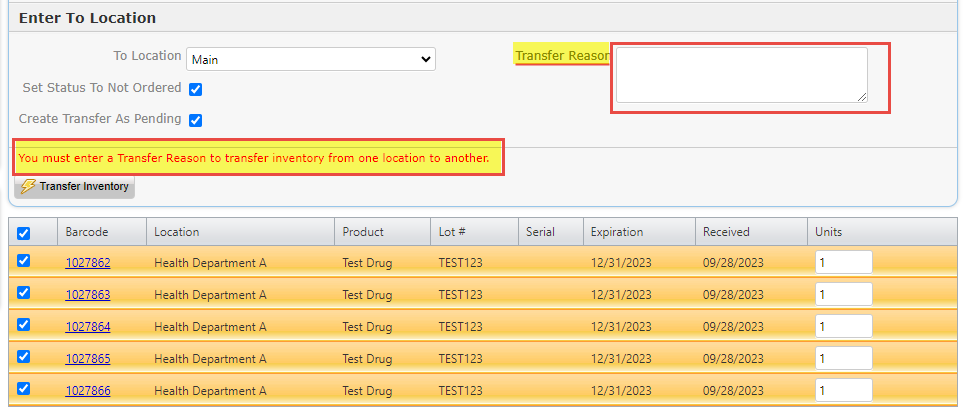 Enter To Location
To Location Main Transfer Reason
Set Status To Not Ordered
Create Transfer As Pending
You must enter a Transfer Reason to transfer inventory from one location to another.
Transfer Inventory
Barcode Location Product Lot # Serial Expiration Received Units
1027862 Health Department A Test Drug TEST123 12/31/2023 09/28/2023 1
1027863 Health Department A Test Drug TEST123 12/31/2023 09/28/2023 1
1027864 Health Department A Test Drug TEST123 12/31/2023 09/28/2023 1
1027865 Health Department A Test Drug TEST123 12/31/2023 09/28/2023 1
1027866 Health Department A Test Drug TEST123 12/31/2023 09/28/2023 1